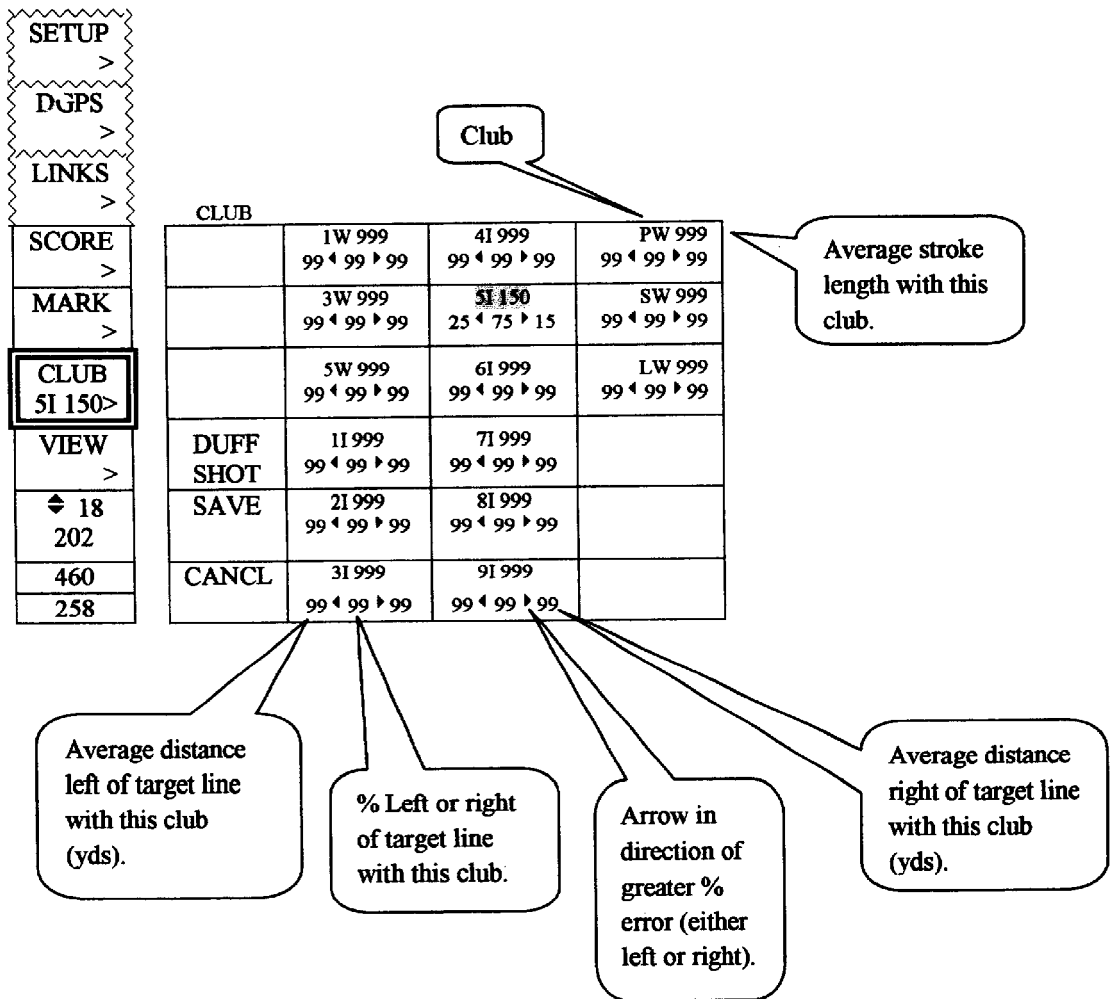 SETUP
>
DGPS
>
LINKS
>
SCORE
>
MARK
>
CLUB
5I 150>
VIEW
>
18
202
460
258
Club
CLUB
1W 999
99 ◂ 99 ▸ 99
4I 999
99 ◂ 99 ▸ 99
PW 999
99 ◂ 99 ▸ 99
3W 999
99 ◂ 99 ▸ 99
5I 150
25 ◂ 75 ▸ 15
SW 999
99 ◂ 99 ▸ 99
5W 999
99 ◂ 99 ▸ 99
6I 999
99 ◂ 99 ▸ 99
LW 999
99 ◂ 99 ▸ 99
DUFF
SHOT
1I 999
99 ◂ 99 ▸ 99
7I 999
99 ◂ 99 ▸ 99
SAVE
2I 999
99 ◂ 99 ▸ 99
8I 999
99 ◂ 99 ▸ 99
CANCL
3I 999
99 ◂ 99 ▸ 99
9I 999
99 ◂ 99 ▸ 99
Average stroke
length with this
club.
Average distance
left of target line
with this club
(yds).
% Left or right
of target line
with this club.
Arrow in
direction of
greater %
error (either
left or right).
Average distance
right of target line
with this club
(yds).